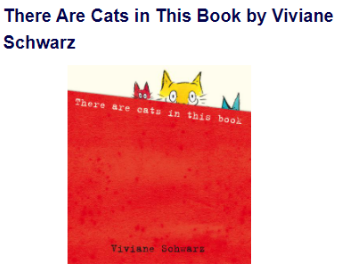 There Are Cats in This Book by Viviane
Schwarz
There are cats in this book
Viviane Schwarz